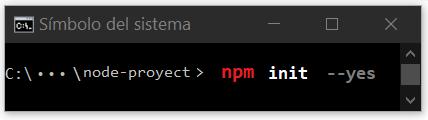 Símbolo del sistema
C:\ ••• \node-proyect> npm init --yes